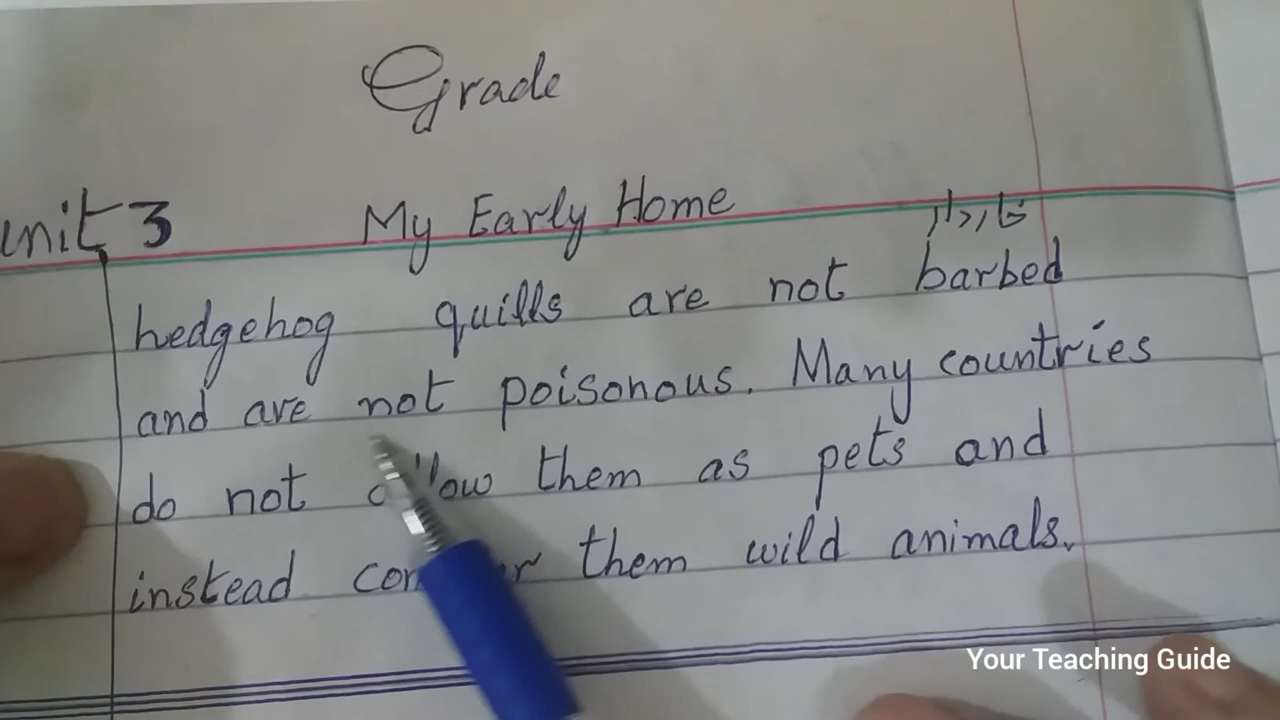 Grade
unit 3 My Early Home
خاردار
hedgehog quills are not barbed
and are not poisonous. Many countries
do not allow them as pets and
instead them wild animals.
Your Teaching Guide